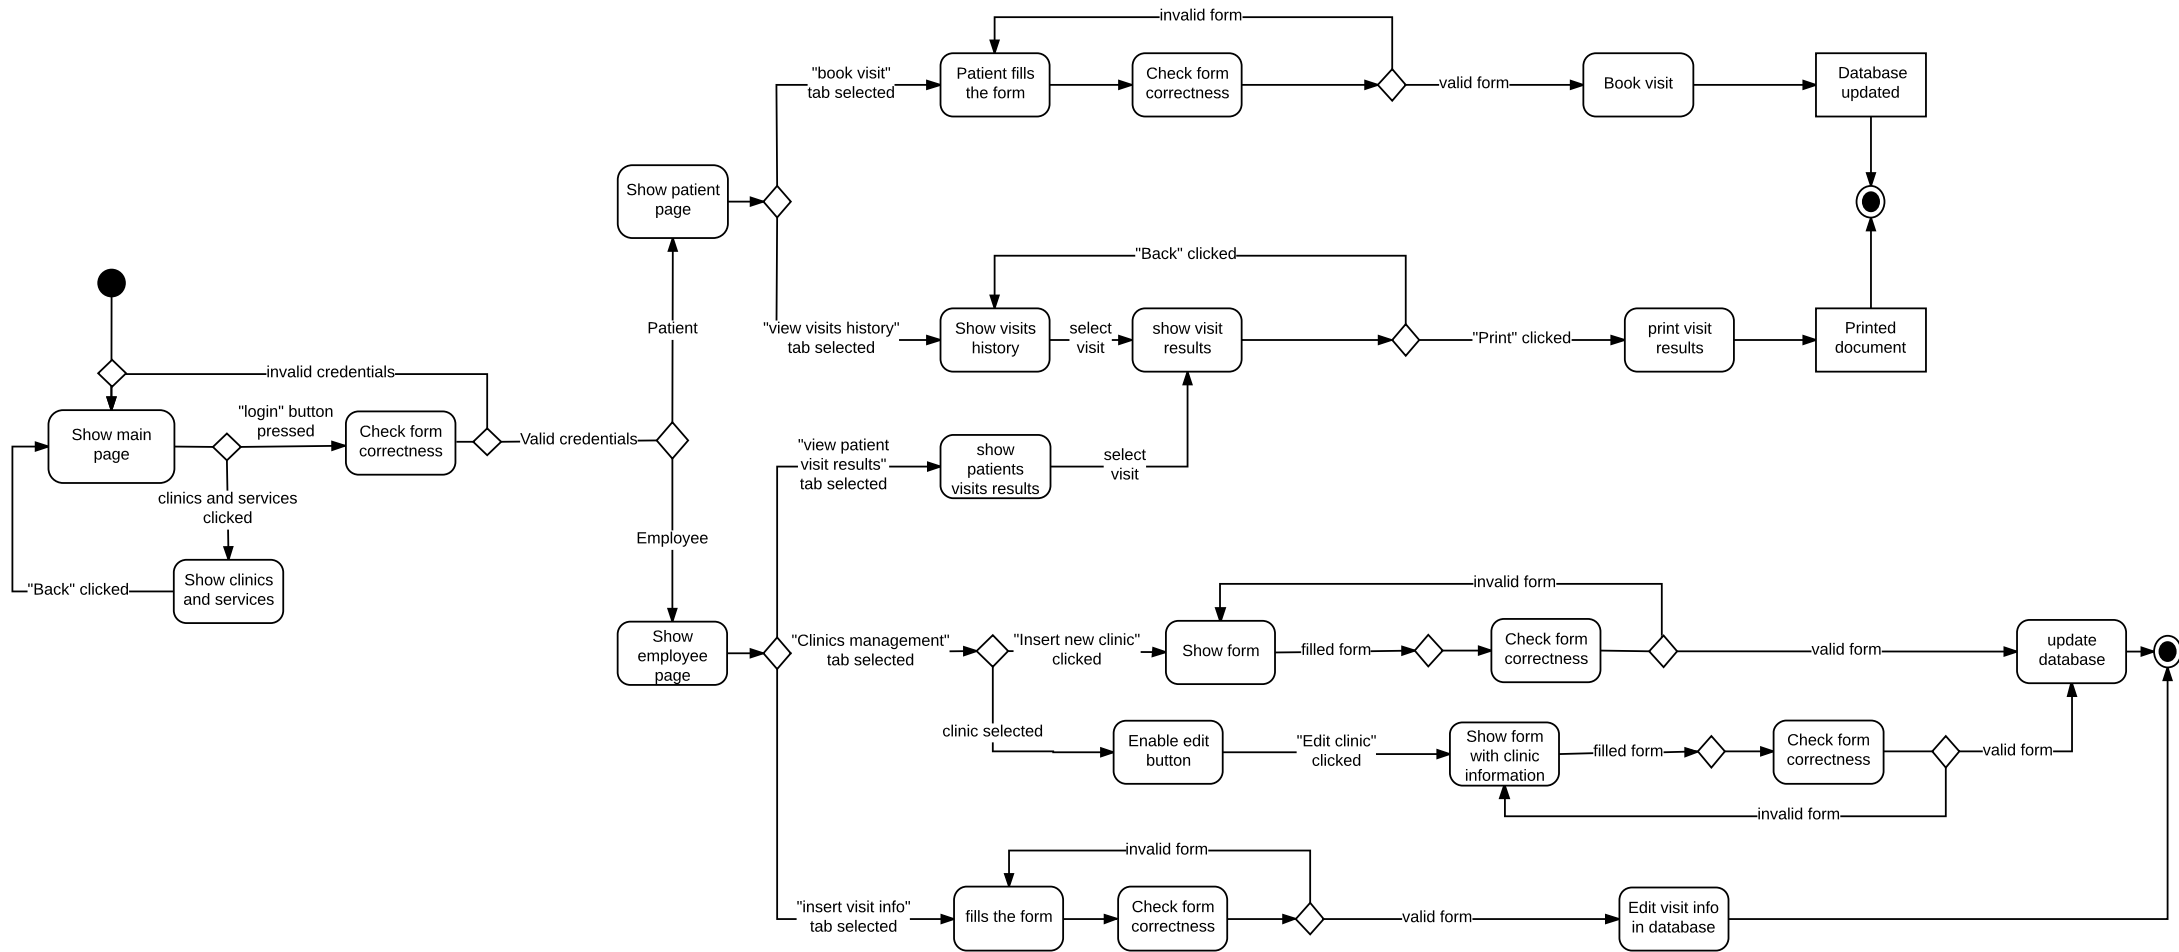 invalid form
"book visit"
tab selected
Patient fills
the form
Check form
correctness
valid form
Book visit
Database
updated
Show patient
page
"Back" clicked
Patient
"view visits history"
tab selected
Show visits
history
select
visit
show visit
results
"Print" clicked
print visit
results
Printed
document
invalid credentials
"login" button
pressed
Show main
page
Check form
correctness
Valid credentials
"view patient
visit results"
tab selected
show
patients
visits results
select
visit
clinics and services
clicked
Employee
"Back" clicked
Show clinics
and services
invalid form
Show
employee
page
"Clinics management"
tab selected
"Insert new clinic"
clicked
Show form
filled form
Check form
correctness
valid form
update
database
clinic selected
Enable edit
button
"Edit clinic"
clicked
Show form
with clinic
information
filled form
Check form
correctness
valid form
invalid form
invalid form
"insert visit info"
tab selected
fills the form
Check form
correctness
valid form
Edit visit info
in database